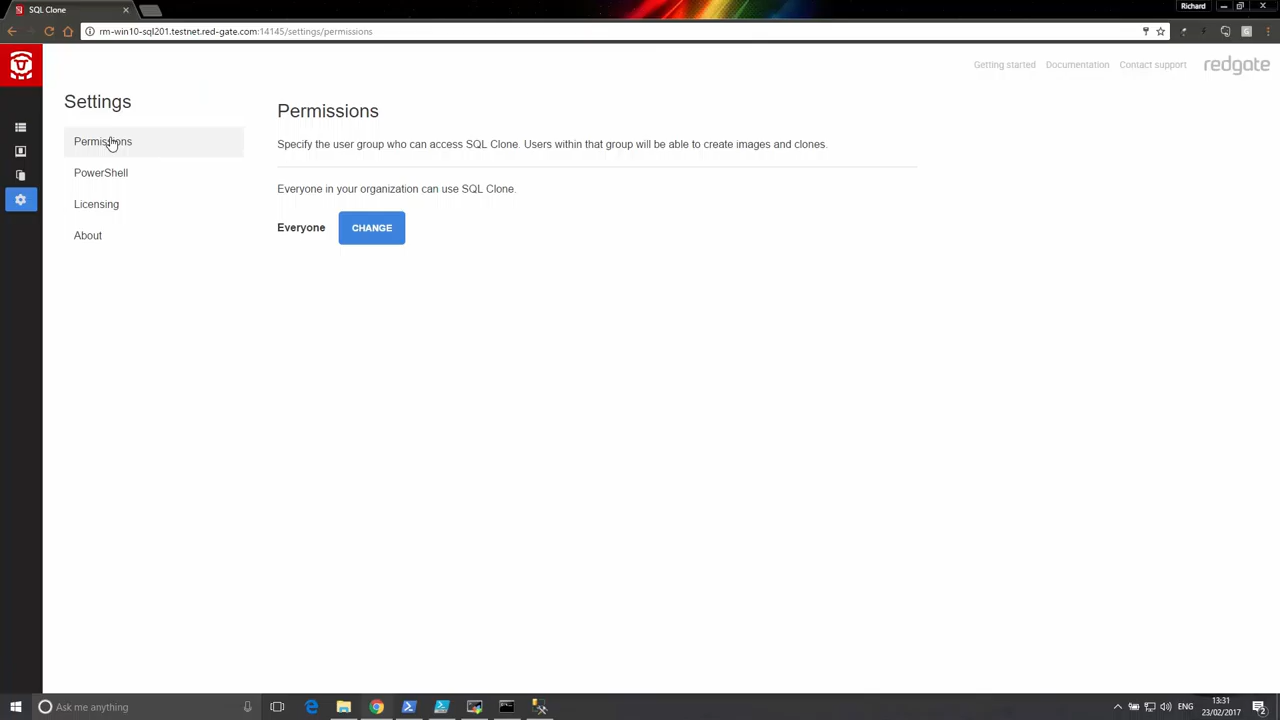 SQL Clone
Richard
rm-win10-sql201.testnet.red-gate.com:14145/settings/permissions
Getting started
Documentation
Contact support
redgate
Settings
Permissions
PowerShell
Licensing
About
Permissions
Specify the user group who can access SQL Clone. Users within that group will be able to create images and clones.
Everyone in your organization can use SQL Clone.
Everyone
CHANGE
Ask me anything
ENG
13:31
23/02/2017
2